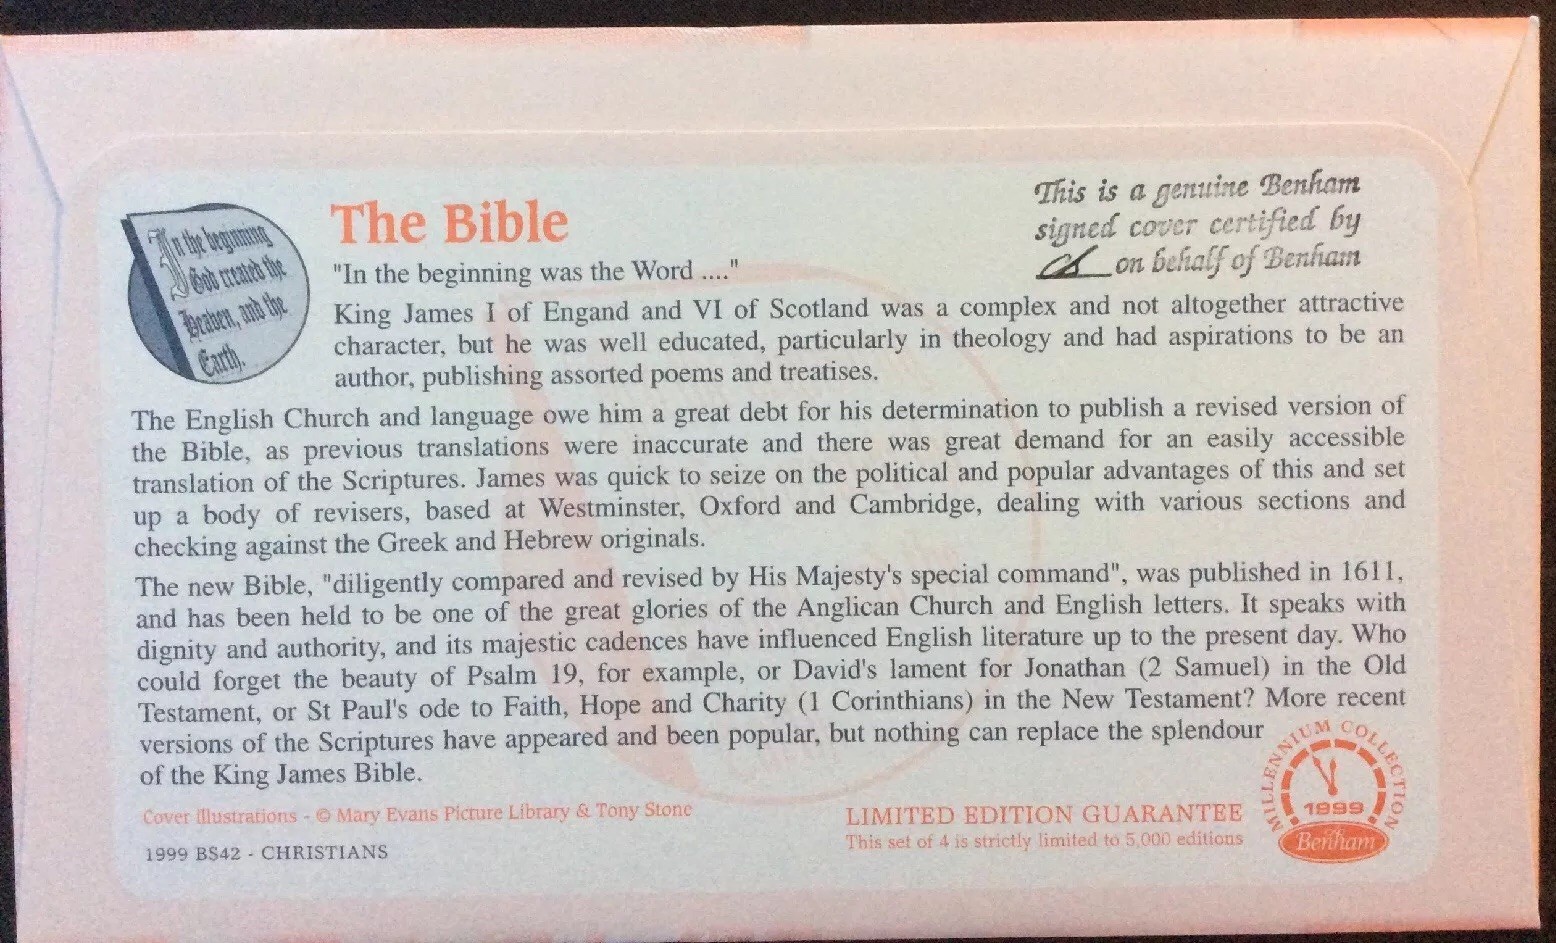 In the beginning
God created the
Heaven, and the
Earth.
The Bible
"In the beginning was the Word ...."
This is a genuine Benham
signed cover certified by
on behalf of Benham
King James I of Engand and VI of Scotland was a complex and not altogether attractive
character, but he was well educated, particularly in theology and had aspirations to be an
author, publishing assorted poems and treatises.
The English Church and language owe him a great debt for his determination to publish a revised version of
the Bible, as previous translations were inaccurate and there was great demand for an easily accessible
translation of the Scriptures. James was quick to seize on the political and popular advantages of this and set
up a body of revisers, based at Westminster, Oxford and Cambridge, dealing with various sections and
checking against the Greek and Hebrew originals.
The new Bible, "diligently compared and revised by His Majesty's special command", was published in 1611,
and has been held to be one of the great glories of the Anglican Church and English letters. It speaks with
dignity and authority, and its majestic cadences have influenced English literature up to the present day. Who
could forget the beauty of Psalm 19, for example, or David's lament for Jonathan (2 Samuel) in the Old
Testament, or St Paul's ode to Faith, Hope and Charity (1 Corinthians) in the New Testament? More recent
versions of the Scriptures have appeared and been popular, but nothing can replace the splendour
of the King James Bible.
Cover Illustrations - © Mary Evans Picture Library & Tony Stone
1999 BS42 - CHRISTIANS
LIMITED EDITION GUARANTEE
This set of 4 is strictly limited to 5,000 editions
MILLENNIUM COLLECTION
1999
Benham